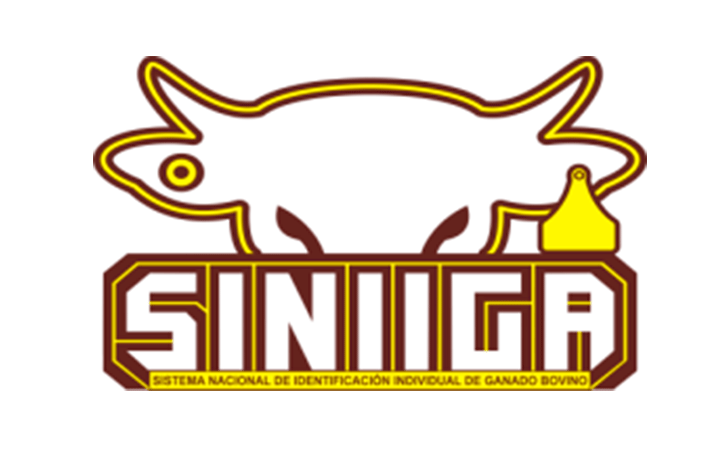 SINIIGA
SISTEMA NACIONAL DE IDENTIFICACIÓN INDIVIDUAL DE GANADO BOVINO